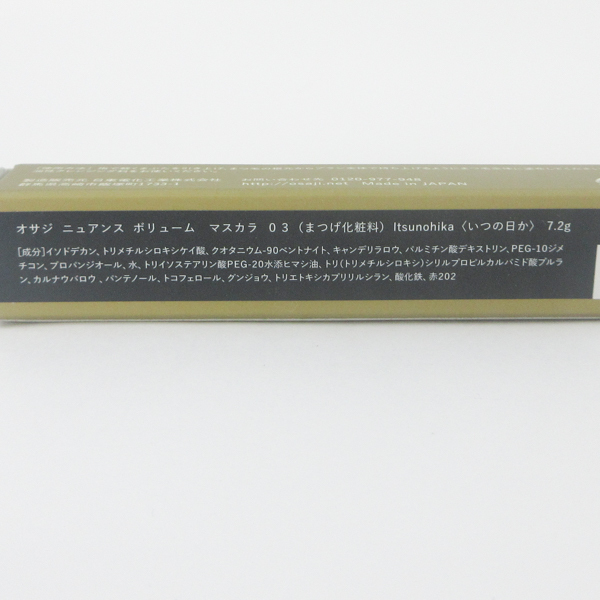 http://osaji.net Made in JAPAN
オサジ ニュアンス ボリューム マスカラ 03（まつげ化粧料）Itsunohika〈いつの日か〉 7.2g
[成分]イソドデカン、トリメチルシロキシケイ酸、クオタニウム-90ベントナイト、キャンデリラロウ、パルミチン酸デキストリン、PEG-10ジメ
チコン、プロパンジオール、水、トリイソステアリン酸PEG-20水添ヒマシ油、トリ(トリメチルシロキシ)シリルプロピルカルバミド酸プルラ
ン、カルナウバロウ、パンテノール、トコフェロール、グンジョウ、トリエトキシカプリリルシラン、酸化鉄、赤202